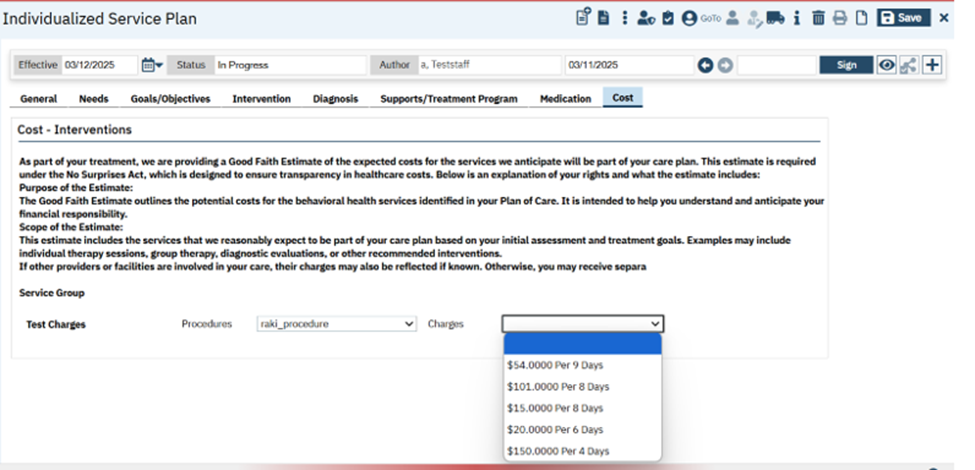 Individualized Service Plan
GoTo
Save
Effective 03/12/2025 Status In Progress Author a, Teststaff 03/11/2025 Sign
General Needs Goals/Objectives Intervention Diagnosis Supports/Treatment Program Medication Cost
Cost - Interventions
As part of your treatment, we are providing a Good Faith Estimate of the expected costs for the services we anticipate will be part of your care plan. This estimate is required
under the No Surprises Act, which is designed to ensure transparency in healthcare costs. Below is an explanation of your rights and what the estimate includes:
Purpose of the Estimate:
The Good Faith Estimate outlines the potential costs for the behavioral health services identified in your Plan of Care. It is intended to help you understand and anticipate your
financial responsibility.
Scope of the Estimate:
This estimate includes the services that we reasonably expect to be part of your care plan based on your initial assessment and treatment goals. Examples may include
individual therapy sessions, group therapy, diagnostic evaluations, or other recommended interventions.
If other providers or facilities are involved in your care, their charges may also be reflected if known. Otherwise, you may receive separa
Service Group
Test Charges Procedures raki_procedure Charges
$54.0000 Per 9 Days
$101.0000 Per 8 Days
$15.0000 Per 8 Days
$20.0000 Per 6 Days
$150.0000 Per 4 Days